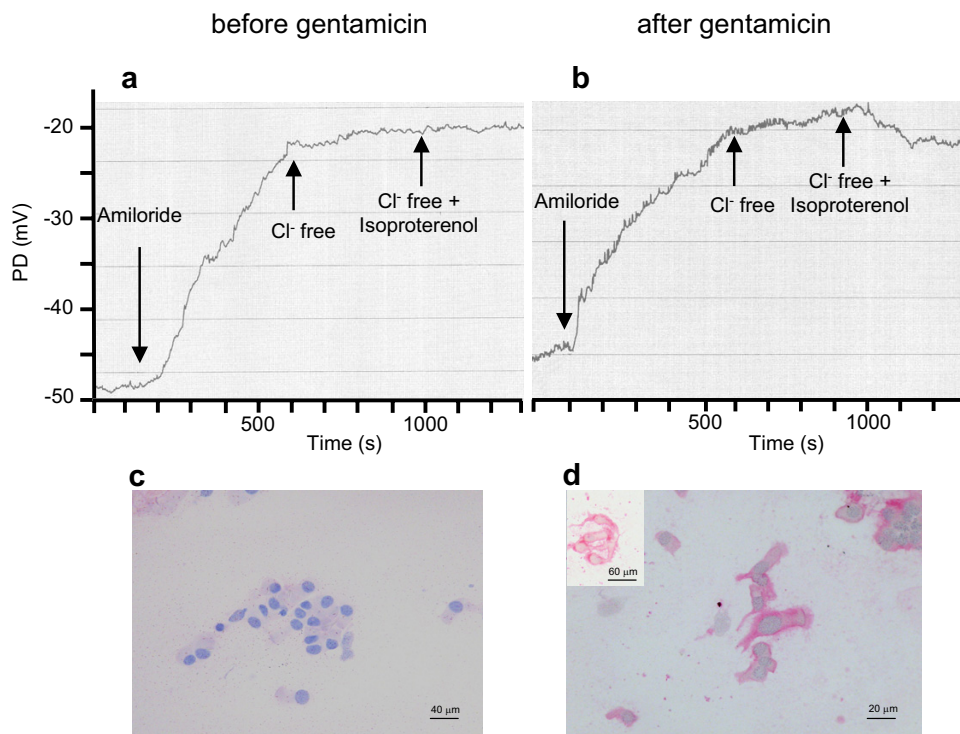 before gentamicin
after gentamicin
a
b
-20
-30
-40
-50
PD (mV)
Amiloride
Cl- free
Cl- free +
Isoproterenol
500
1000
Time (s)
Amiloride
Cl- free
Cl- free +
Isoproterenol
500
1000
Time (s)
c
d
40 μm
60 μm
20 μm